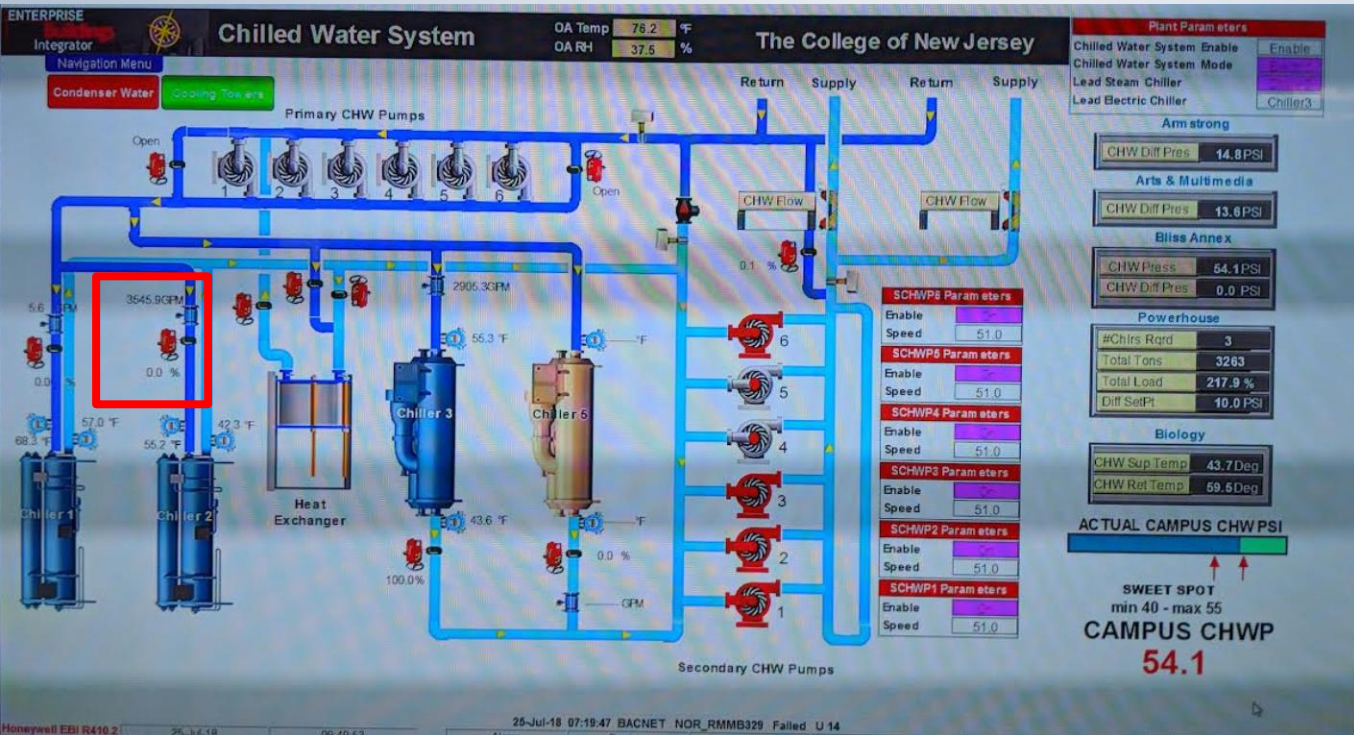 ENTERPRISE
Buildings
Integrator
Navigation Menu
Chilled Water System
OA Temp 76.2 °F
OA RH 37.5 %
The College of New Jersey
Plant Parameters
Chilled Water System Enable Enable
Chilled Water System Mode
Lead Steam Chiller
Lead Electric Chiller Chiller3
Condenser Water
Cooling Towers
Return Supply Return Supply
Primary CHW Pumps
Open
1 2 3 4 5 6
Open
CHW Flow CHW Flow
0.1 %
Armstrong
CHW Diff Pres 14.8 PSI
Arts & Multimedia
CHW Diff Pres 13.6 PSI
Bliss Annex
CHW Press 54.1 PSI
CHW Diff Pres 0.0 PSI
Powerhouse
#Chlrs Rqrd 3
Total Tons 3263
Total Load 217.9 %
Diff SetPt 10.0 PSI
Biology
CHW Sup Temp 43.7 Deg
CHW Ret Temp 59.5 Deg
ACTUAL CAMPUS CHW PSI
SWEET SPOT
min 40 - max 55
CAMPUS CHWP
54.1
5.6 GPM
3545.9GPM
2905.3GPM
0.0 %
0.0 %
68.3 °F
57.0 °F
55.2 °F
42.3 °F
55.3 °F
°F
Chiller 1
Chiller 2
Heat
Exchanger
Chiller 3
Chiller 5
43.6 °F
°F
100.0%
0.0 %
GPM
6
5
4
3
2
1
Secondary CHW Pumps
SCHWP6 Parameters
Enable
Speed 51.0
SCHWP5 Parameters
Enable
Speed 51.0
SCHWP4 Parameters
Enable
Speed 51.0
SCHWP3 Parameters
Enable
Speed 51.0
SCHWP2 Parameters
Enable
Speed 51.0
SCHWP1 Parameters
Enable
Speed 51.0
25-Jul-18 07:19:47 BACNET NOR_RMMB329 Failed U 14
Honeywell EBI R410.2